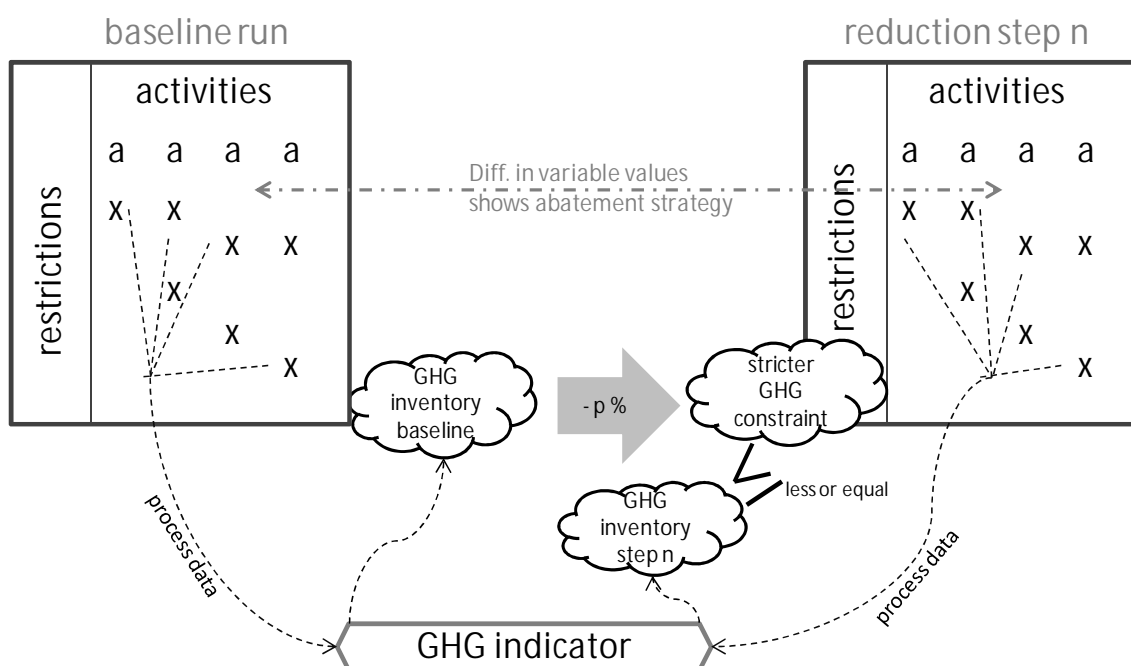 baseline run
reduction step n
activities
activities
a a a a
a a a a
Diff. in variable values
shows abatement strategy
restrictions
restrictions
x x
x x
x x
x x
x
x
x
x
x
x
GHG
inventory
baseline
- p %
stricter
GHG
constraint
less or equal
GHG
inventory
step n
process data
process data
GHG indicator